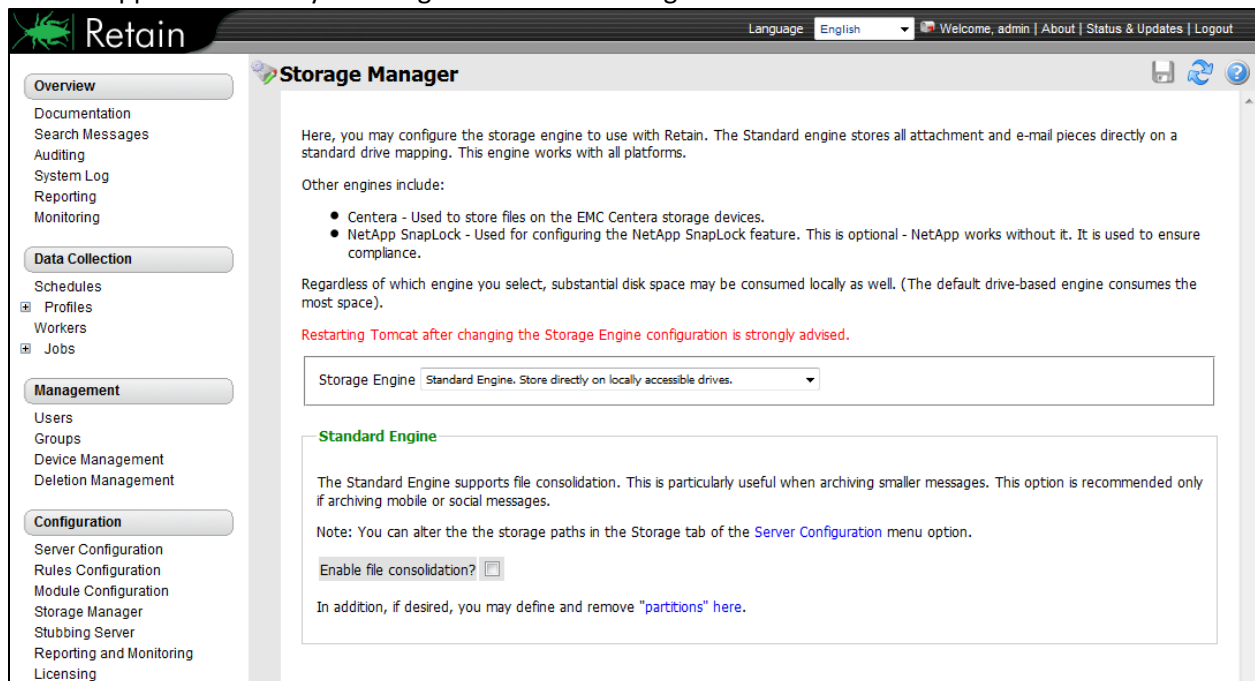 Retain
Language English Welcome, admin | About | Status & Updates | Logout
Overview
Documentation
Search Messages
Auditing
System Log
Reporting
Monitoring
Data Collection
Schedules
Profiles
Workers
Jobs
Management
Users
Groups
Device Management
Deletion Management
Configuration
Server Configuration
Rules Configuration
Module Configuration
Storage Manager
Stubbing Server
Reporting and Monitoring
Licensing
Storage Manager
Here, you may configure the storage engine to use with Retain. The Standard engine stores all attachment and e-mail pieces directly on a
standard drive mapping. This engine works with all platforms.
Other engines include:
• Centera - Used to store files on the EMC Centera storage devices.
• NetApp SnapLock - Used for configuring the NetApp SnapLock feature. This is optional - NetApp works without it. It is used to ensure
compliance.
Regardless of which engine you select, substantial disk space may be consumed locally as well. (The default drive-based engine consumes the
most space).
Restarting Tomcat after changing the Storage Engine configuration is strongly advised.
Storage Engine Standard Engine. Store directly on locally accessible drives.
Standard Engine
The Standard Engine supports file consolidation. This is particularly useful when archiving smaller messages. This option is recommended only
if archiving mobile or social messages.
Note: You can alter the the storage paths in the Storage tab of the Server Configuration menu option.
Enable file consolidation?
In addition, if desired, you may define and remove "partitions" here.